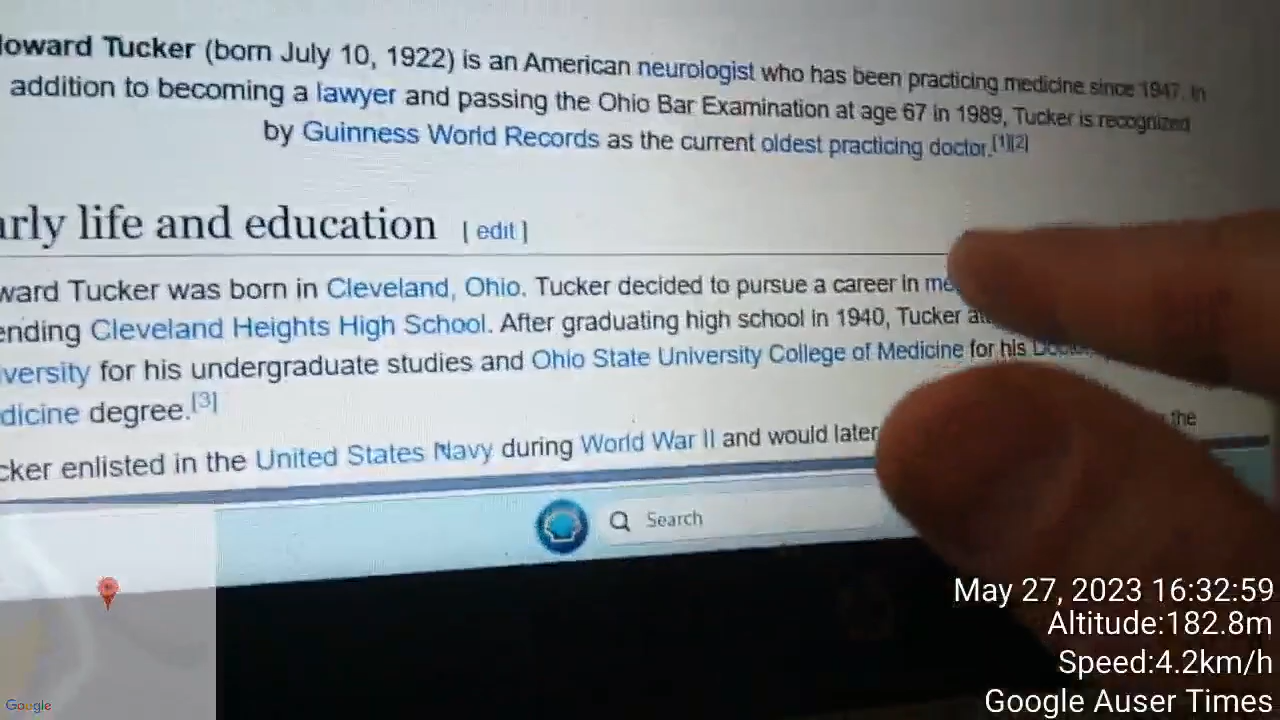 oward Tucker (born July 10, 1922) is an American neurologist who has been practicing medicine since 1947. In
addition to becoming a lawyer and passing the Ohio Bar Examination at age 67 in 1989, Tucker is recognized
by Guinness World Records as the current oldest practicing doctor.[1][2]
arly life and education [ edit ]
ward Tucker was born in Cleveland, Ohio. Tucker decided to pursue a career in me
ending Cleveland Heights High School. After graduating high school in 1940, Tucker
versity for his undergraduate studies and Ohio State University College of Medicine for his
dicine degree.[3]
cker enlisted in the United States Navy during World War II and would later the
Search
May 27, 2023 16:32:59
Altitude:182.8m
Speed:4.2km/h
Google Auser Times
Google